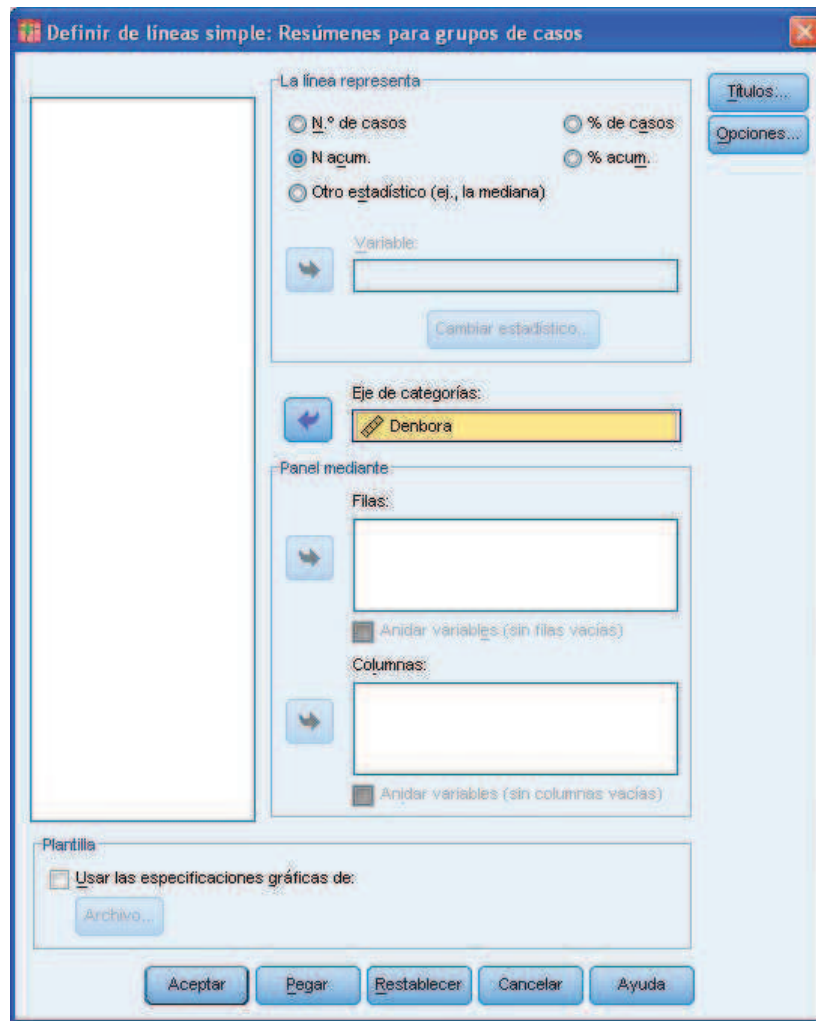 Definir de líneas simple: Resúmenes para grupos de casos
La línea representa
N.º de casos
% de casos
N acum.
% acum.
Otro estadístico (ej., la mediana)
Variable:
Cambiar estadístico...
Títulos...
Opciones...
Eje de categorías:
Denbora
Panel mediante
Filas:
Anidar variables (sin filas vacías)
Columnas:
Anidar variables (sin columnas vacías)
Plantilla
Usar las especificaciones gráficas de:
Archivo...
Aceptar
Pegar
Restablecer
Cancelar
Ayuda